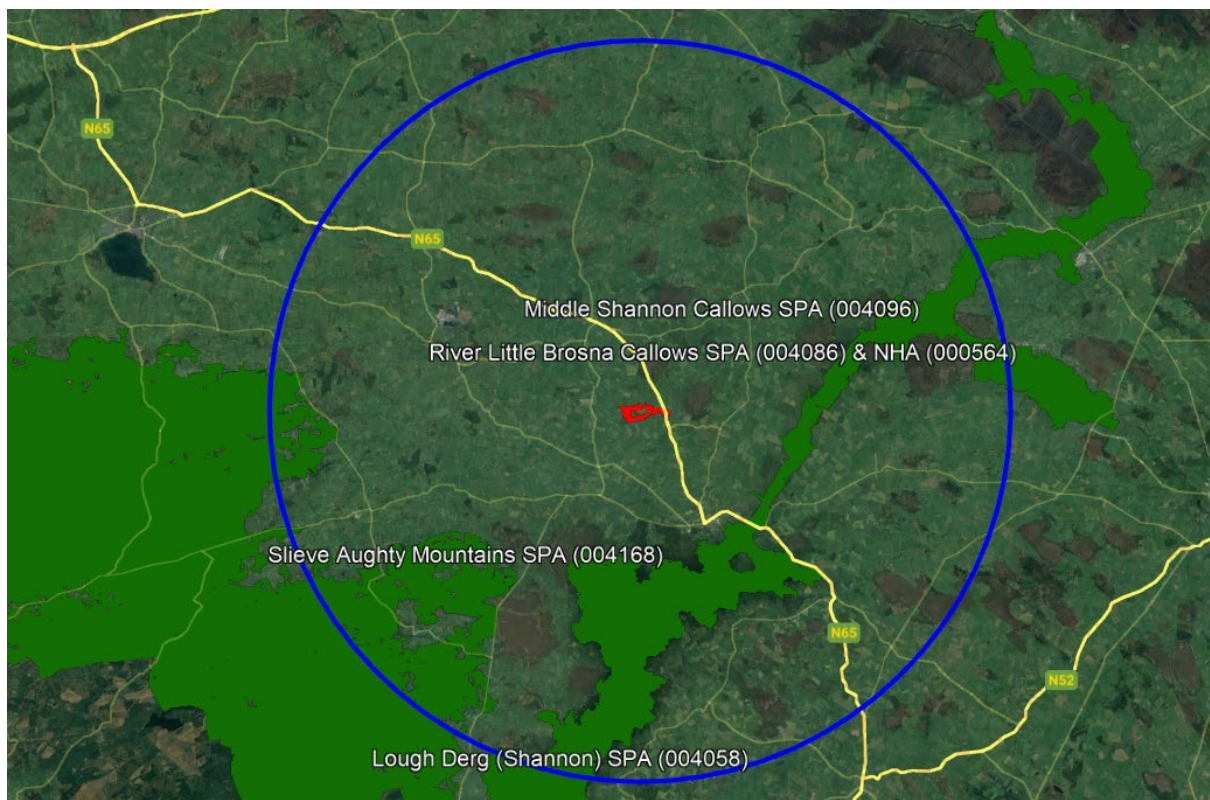 N65
N65
Middle Shannon Callows SPA (004096)
River Little Brosna Callows SPA (004086) & NHA (000564)
Slieve Aughty Mountains SPA (004168)
N65
N52
Lough Derg (Shannon) SPA (004058)